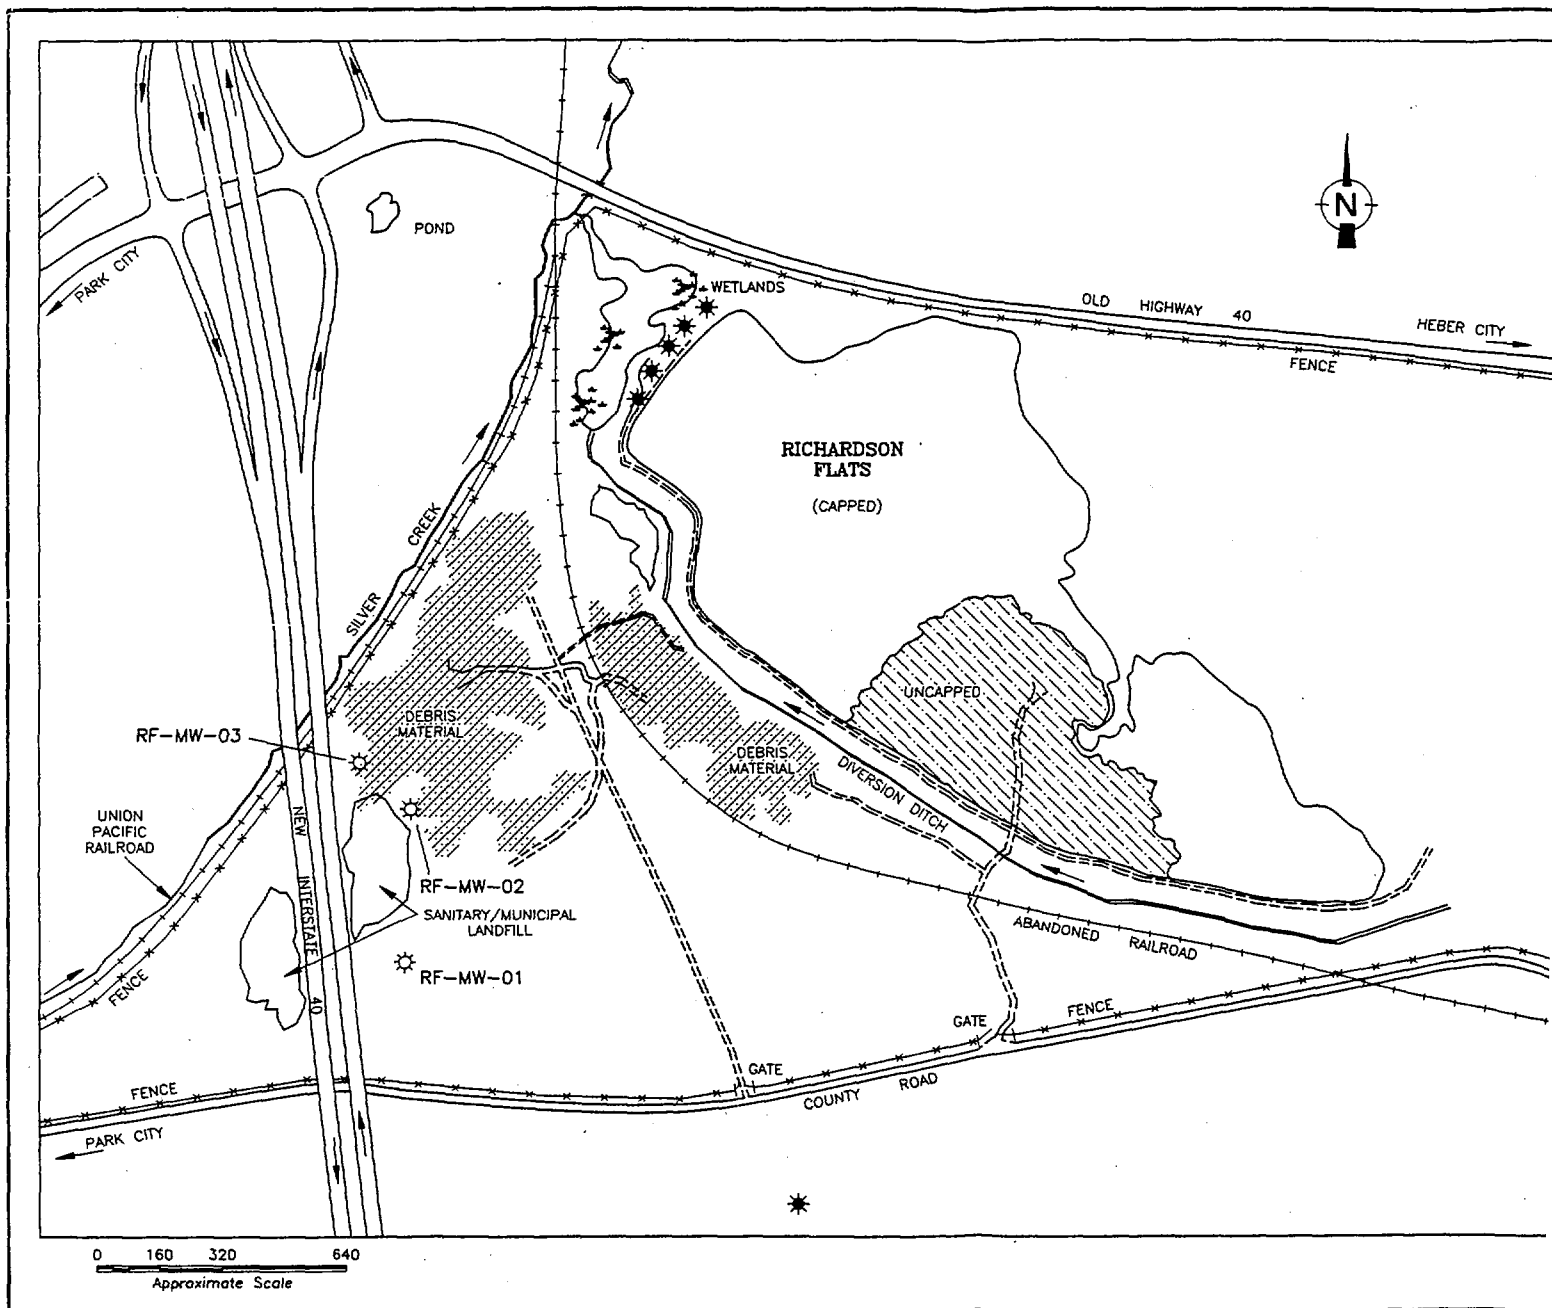 N
POND
PARK CITY
WETLANDS
OLD HIGHWAY 40
HEBER CITY
FENCE
RICHARDSON
FLATS
(CAPPED)
SILVER CREEK
UNCAPPED
DEBRIS
MATERIAL
RF-MW-03
DEBRIS
MATERIAL
DIVERSION DITCH
UNION
PACIFIC
RAILROAD
NEW INTERSTATE 40
RF-MW-02
SANITARY/MUNICIPAL
LANDFILL
ABANDONED RAILROAD
RF-MW-01
FENCE
GATE
FENCE
GATE
COUNTY ROAD
FENCE
PARK CITY
0 160 320 640
Approximate Scale